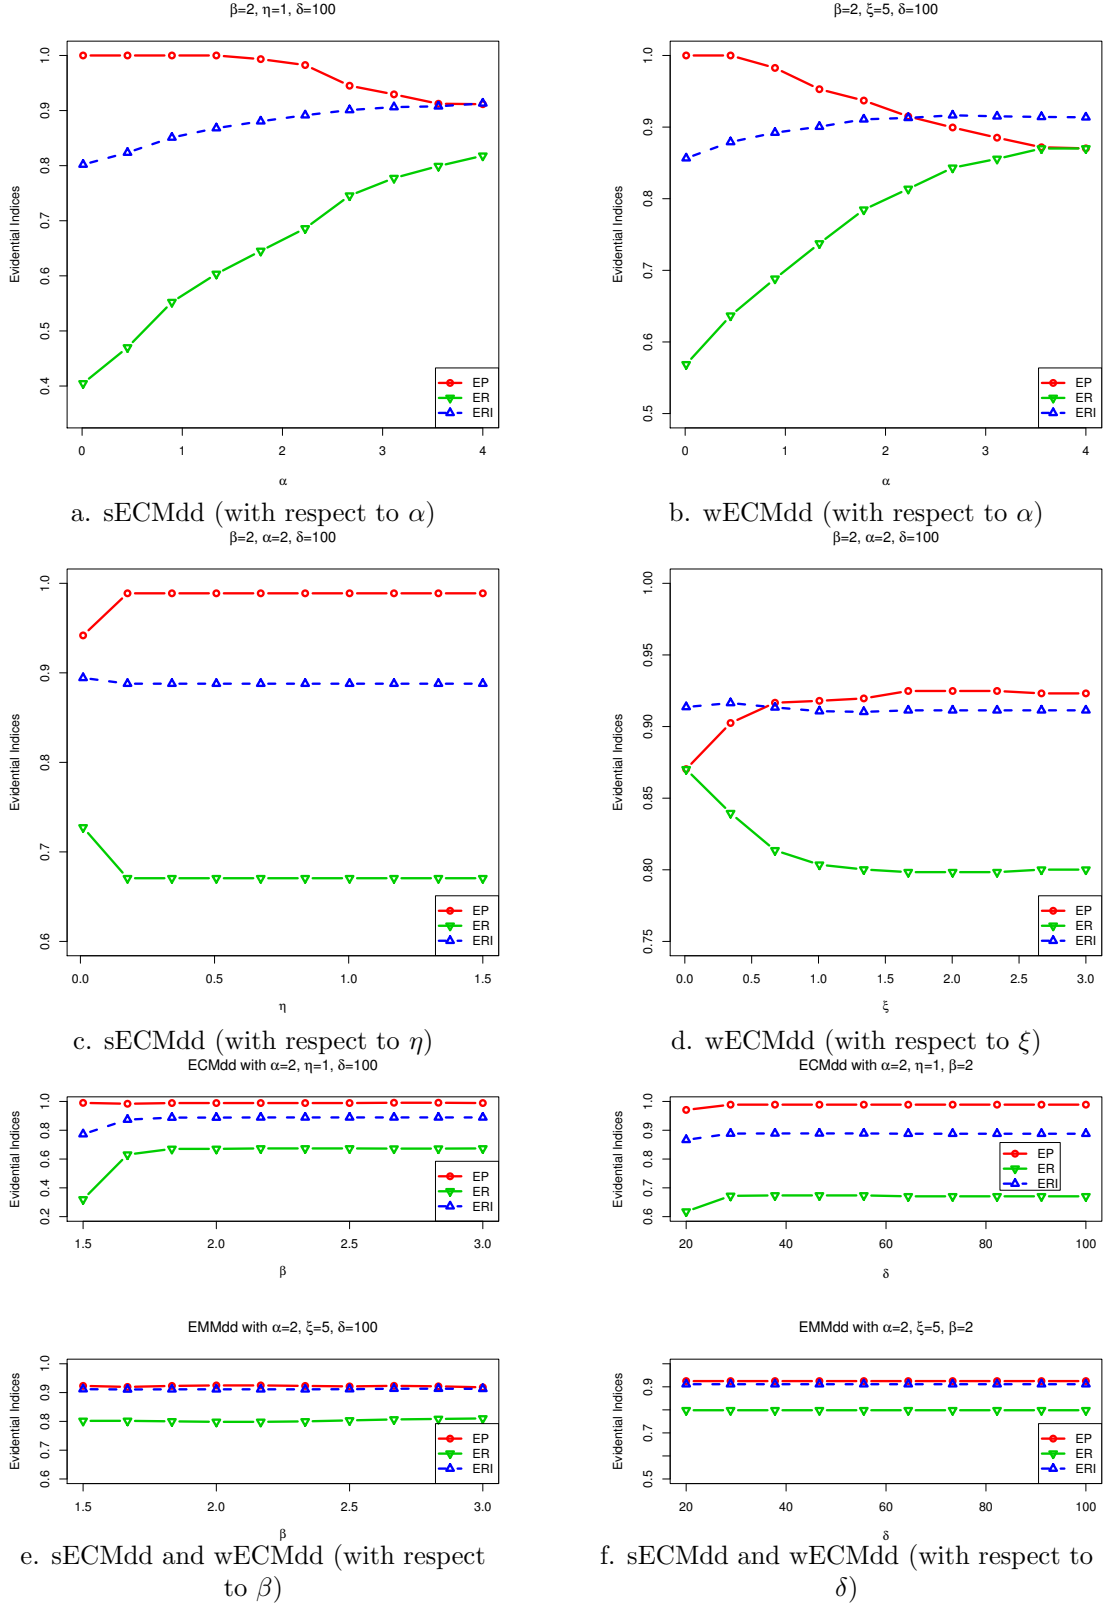 β=2, η=1, δ=100
Evidential Indices
1.0
0.9
0.8
0.7
0.6
0.5
0.4
EP
ER
ERI
0 1 2 3 4
α
a. sECMdd (with respect to α)
β=2, ξ=5, δ=100
Evidential Indices
1.0
0.9
0.8
0.7
0.6
0.5
EP
ER
ERI
0 1 2 3 4
α
b. wECMdd (with respect to α)
β=2, α=2, δ=100
Evidential Indices
1.0
0.9
0.8
0.7
0.6
EP
ER
ERI
0.0 0.5 1.0 1.5
η
c. sECMdd (with respect to η)
β=2, α=2, δ=100
Evidential Indices
1.00
0.95
0.90
0.85
0.80
0.75
EP
ER
ERI
0.0 0.5 1.0 1.5 2.0 2.5 3.0
ξ
d. wECMdd (with respect to ξ)
ECMdd with α=2, η=1, δ=100
Evidential Indices
1.0
0.8
0.6
0.4
0.2
EP
ER
ERI
1.5 2.0 2.5 3.0
β
EMMdd with α=2, ξ=5, δ=100
Evidential Indices
1.0
0.9
0.8
0.7
0.6
EP
ER
ERI
1.5 2.0 2.5 3.0
β
e. sECMdd and wECMdd (with respect
to β)
ECMdd with α=2, η=1, β=2
Evidential Indices
1.0
0.9
0.8
0.7
0.6
EP
ER
ERI
20 40 60 80 100
δ
EMMdd with α=2, ξ=5, β=2
Evidential Indices
0.9
0.7
0.5
EP
ER
ERI
20 40 60 80 100
δ
f. sECMdd and wECMdd (with respect to
δ)